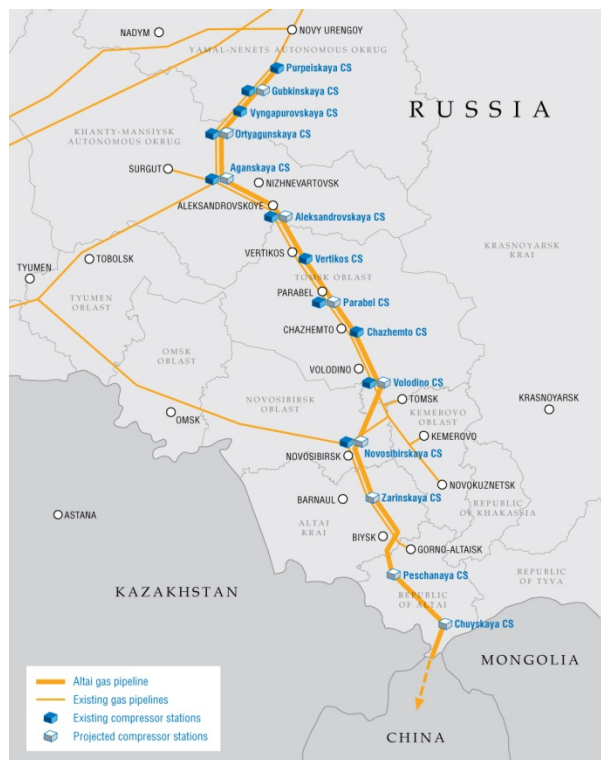 NOVY URENGOY
NADYM
YAMAL-NENETS AUTONOMOUS OKRUG
Purpeiskaya CS
Gubkinskaya CS
RUSSIA
Vyngapurovskaya CS
KHANTY-MANSIYSK
AUTONOMOUS OKRUG
Ortyagunskaya CS
SURGUT
Aganskaya CS
NIZHNEVARTOVSK
ALEKSANDROVSKOYE
Aleksandrovskaya CS
KRASNOYARSK
KRAI
VERTIKOS
Vertikos CS
TOBOLSK
TYUMEN
TOMSK OBLAST
PARABEL
Parabel CS
TYUMEN
OBLAST
CHAZHEMTO
Chazhemto CS
OMSK
OBLAST
VOLODINO
Volodino CS
NOVOSIBIRSK
OBLAST
TOMSK
KEMEROVO
OBLAST
KRASNOYARSK
OMSK
KEMEROVO
Novosibirskaya CS
NOVOSIBIRSK
NOVOKUZNETSK
Zarinskaya CS
BARNAUL
REPUBLIC
OF KHAKASSIA
ASTANA
ALTAI
KRAI
BIYSK
GORNO-ALTAISK
Peschanaya CS
REPUBLIC
OF TYVA
KAZAKHSTAN
REPUBLIC
OF ALTAI
Chuyskaya CS
MONGOLIA
Altai gas pipeline
Existing gas pipelines
Existing compressor stations
Projected compressor stations
CHINA